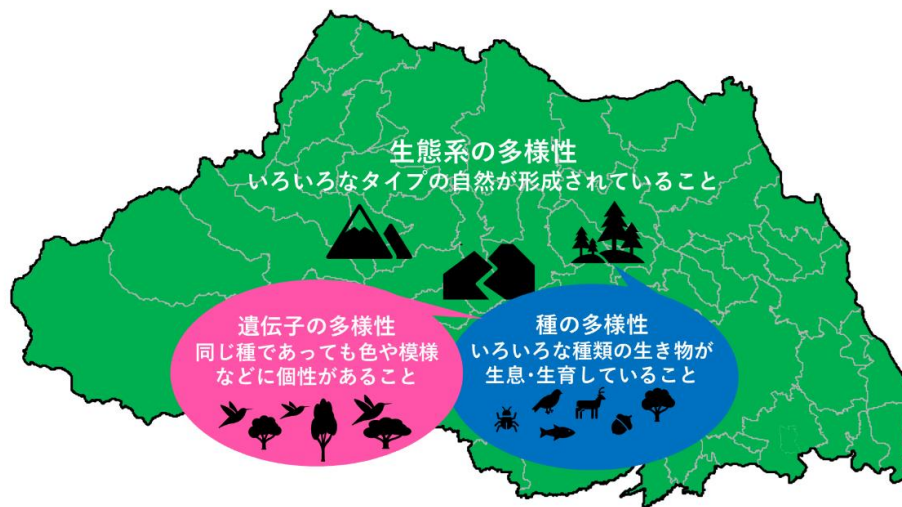 生態系の多様性
いろいろなタイプの自然が形成されていること
遺伝子の多様性
同じ種であっても色や模様
などに個性があること
種の多様性
いろいろな種類の生き物が
生息･生育していること